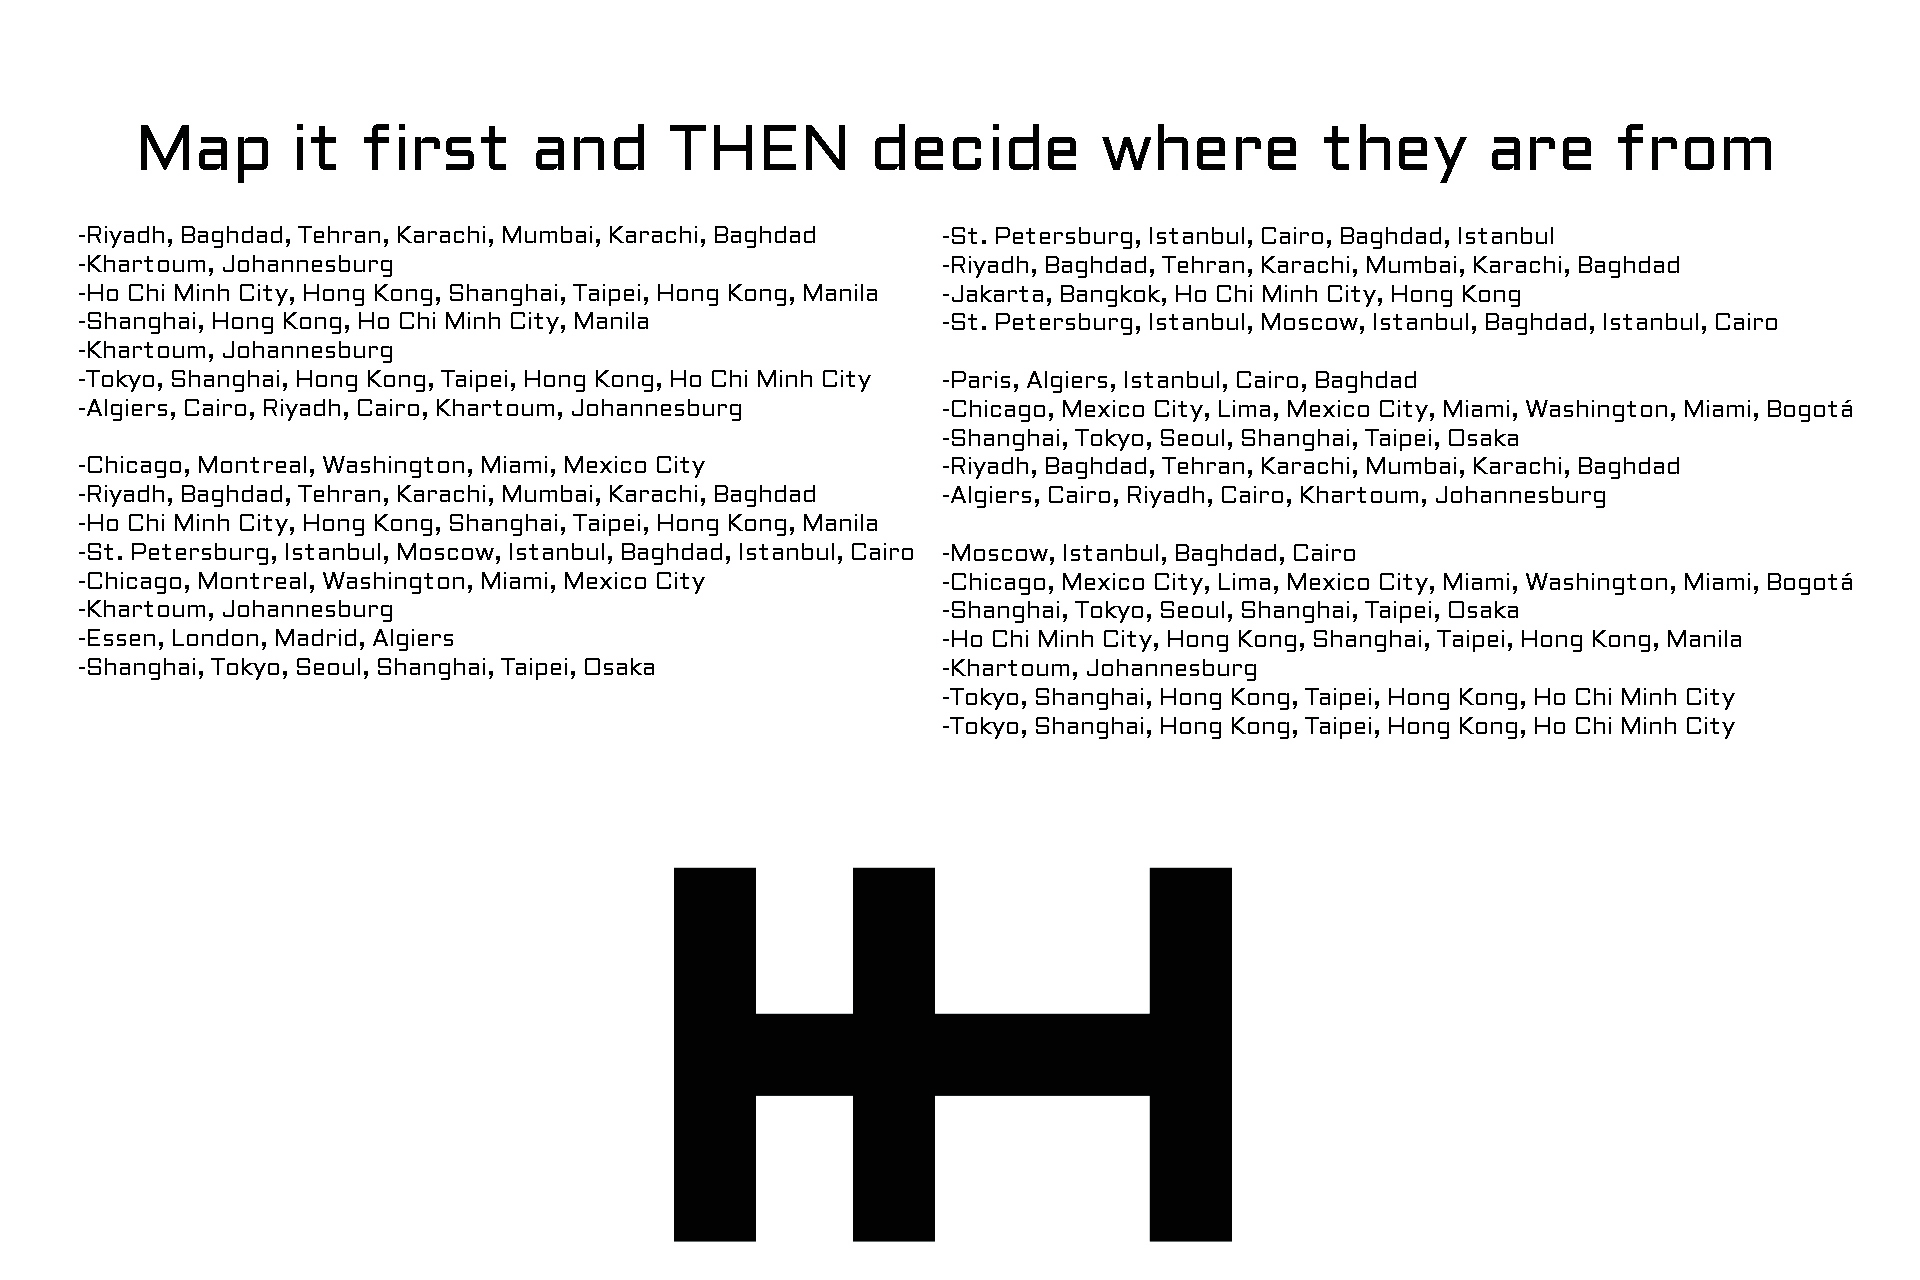 Map it first and THEN decide where they are from
-Riyadh, Baghdad, Tehran, Karachi, Mumbai, Karachi, Baghdad
-Khartoum, Johannesburg
-Ho Chi Minh City, Hong Kong, Shanghai, Taipei, Hong Kong, Manila
-Shanghai, Hong Kong, Ho Chi Minh City, Manila
-Khartoum, Johannesburg
-Tokyo, Shanghai, Hong Kong, Taipei, Hong Kong, Ho Chi Minh City
-Algiers, Cairo, Riyadh, Cairo, Khartoum, Johannesburg
-Chicago, Montreal, Washington, Miami, Mexico City
-Riyadh, Baghdad, Tehran, Karachi, Mumbai, Karachi, Baghdad
-Ho Chi Minh City, Hong Kong, Shanghai, Taipei, Hong Kong, Manila
-St. Petersburg, Istanbul, Moscow, Istanbul, Baghdad, Istanbul, Cairo
-Chicago, Montreal, Washington, Miami, Mexico City
-Khartoum, Johannesburg
-Essen, London, Madrid, Algiers
-Shanghai, Tokyo, Seoul, Shanghai, Taipei, Osaka
-St. Petersburg, Istanbul, Cairo, Baghdad, Istanbul
-Riyadh, Baghdad, Tehran, Karachi, Mumbai, Karachi, Baghdad
-Jakarta, Bangkok, Ho Chi Minh City, Hong Kong
-St. Petersburg, Istanbul, Moscow, Istanbul, Baghdad, Istanbul, Cairo
-Paris, Algiers, Istanbul, Cairo, Baghdad
-Chicago, Mexico City, Lima, Mexico City, Miami, Washington, Miami, Bogotá
-Shanghai, Tokyo, Seoul, Shanghai, Taipei, Osaka
-Riyadh, Baghdad, Tehran, Karachi, Mumbai, Karachi, Baghdad
-Algiers, Cairo, Riyadh, Cairo, Khartoum, Johannesburg
-Moscow, Istanbul, Baghdad, Cairo
-Chicago, Mexico City, Lima, Mexico City, Miami, Washington, Miami, Bogotá
-Shanghai, Tokyo, Seoul, Shanghai, Taipei, Osaka
-Ho Chi Minh City, Hong Kong, Shanghai, Taipei, Hong Kong, Manila
-Khartoum, Johannesburg
-Tokyo, Shanghai, Hong Kong, Taipei, Hong Kong, Ho Chi Minh City
-Tokyo, Shanghai, Hong Kong, Taipei, Hong Kong, Ho Chi Minh City